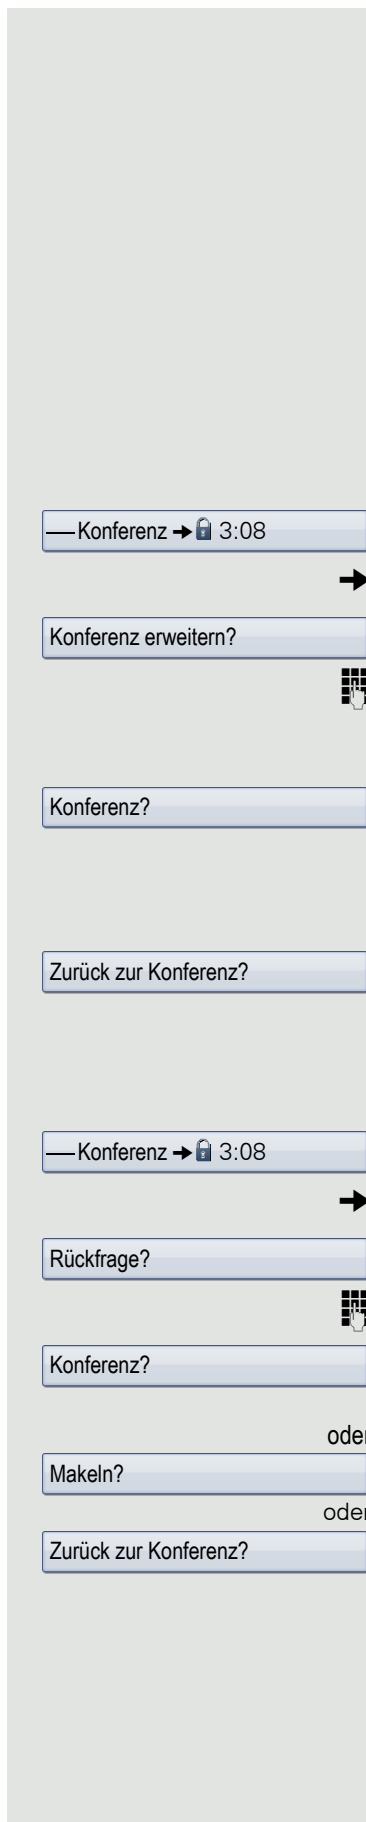 — Konferenz → 3:08
→
Konferenz erweitern?
Konferenz?
Zurück zur Konferenz?
— Konferenz → 3:08
→
Rückfrage?
Konferenz?
oder
Makeln?
oder
Zurück zur Konferenz?